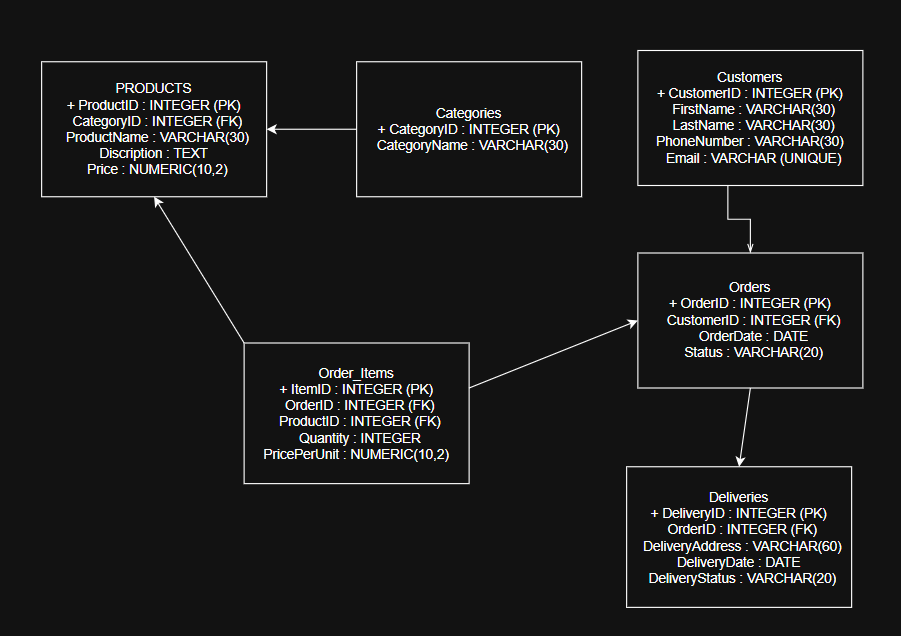 PRODUCTS
+ ProductID : INTEGER (PK)
CategoryID : INTEGER (FK)
ProductName : VARCHAR(30)
Discription : TEXT
Price : NUMERIC(10,2)
Categories
+ CategoryID : INTEGER (PK)
CategoryName : VARCHAR(30)
Customers
+ CustomerID : INTEGER (PK)
FirstName : VARCHAR(30)
LastName : VARCHAR(30)
PhoneNumber : VARCHAR(30)
Email : VARCHAR (UNIQUE)
Orders
+ OrderID : INTEGER (PK)
CustomerID : INTEGER (FK)
OrderDate : DATE
Status : VARCHAR(20)
Order_Items
+ ItemID : INTEGER (PK)
OrderID : INTEGER (FK)
ProductID : INTEGER (FK)
Quantity : INTEGER
PricePerUnit : NUMERIC(10,2)
Deliveries
+ DeliveryID : INTEGER (PK)
OrderID : INTEGER (FK)
DeliveryAddress : VARCHAR(60)
DeliveryDate : DATE
DeliveryStatus : VARCHAR(20)